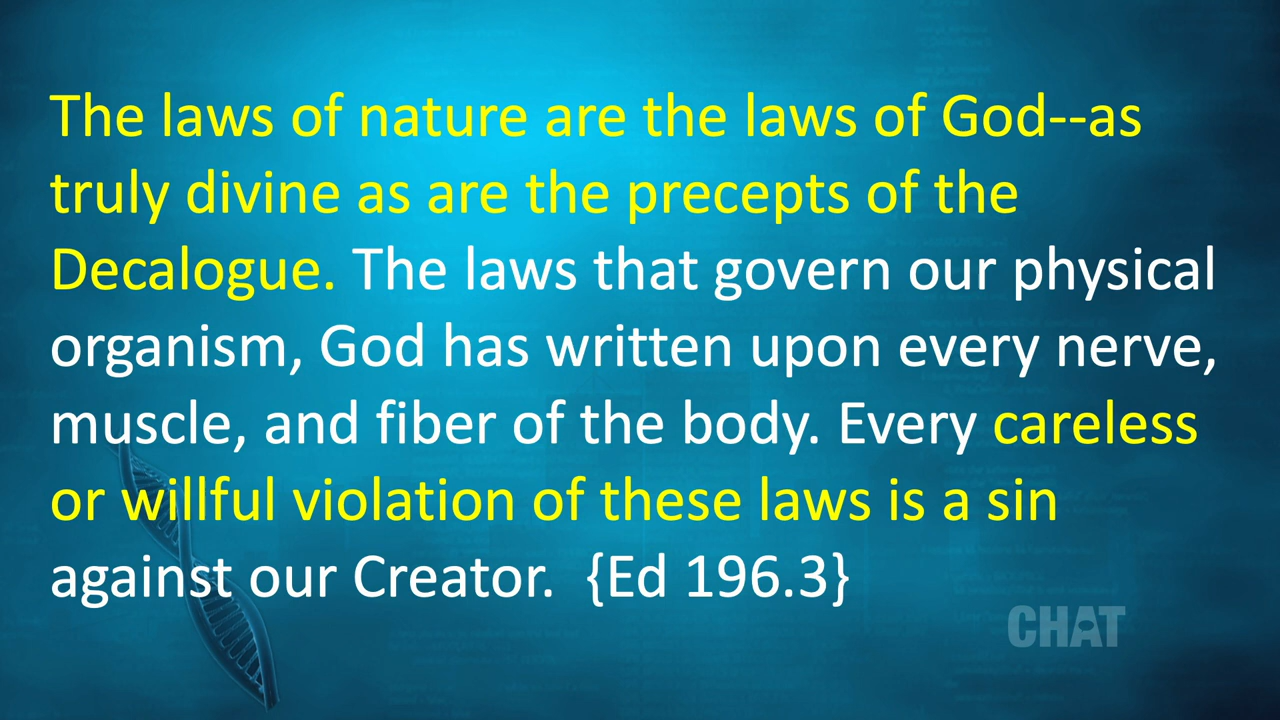 The laws of nature are the laws of God--as
truly divine as are the precepts of the
Decalogue. The laws that govern our physical
organism, God has written upon every nerve,
muscle, and fiber of the body. Every careless
or willful violation of these laws is a sin
against our Creator.  {Ed 196.3}
CHAT